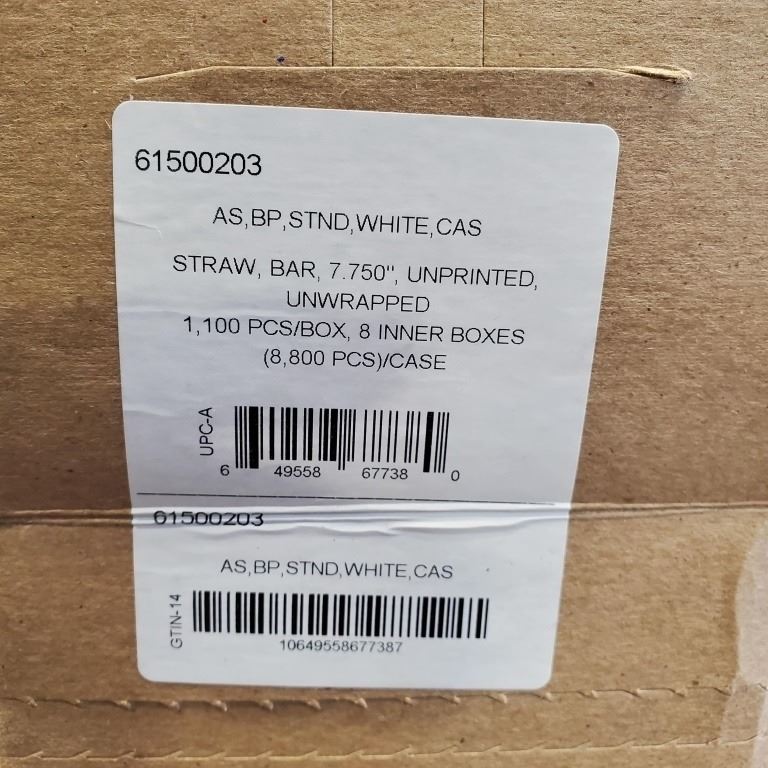 61500203
AS,BP,STND,WHITE,CAS
STRAW, BAR, 7.750", UNPRINTED,
UNWRAPPED
1,100 PCS/BOX, 8 INNER BOXES
(8,800 PCS)/CASE
UPC-A
6 49558 67738 0
61500203
AS,BP,STND,WHITE,CAS
GTIN-14
10649558677387